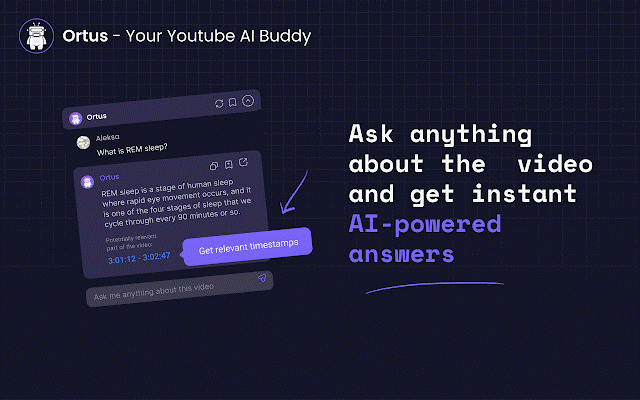 Ortus - Your Youtube AI Buddy
Ortus
Aleksa
What is REM sleep?
Ortus
REM sleep is a stage of human sleep
where rapid eye movement occurs, and it
is one of the four stages of sleep that we
cycle through every 90 minutes or so.
Potentially relevant
part of the video:
3:01:12 - 3:02:47
Get relevant timestamps
Ask me anything about this video
Ask anything
about the video
and get instant
AI-powered
answers